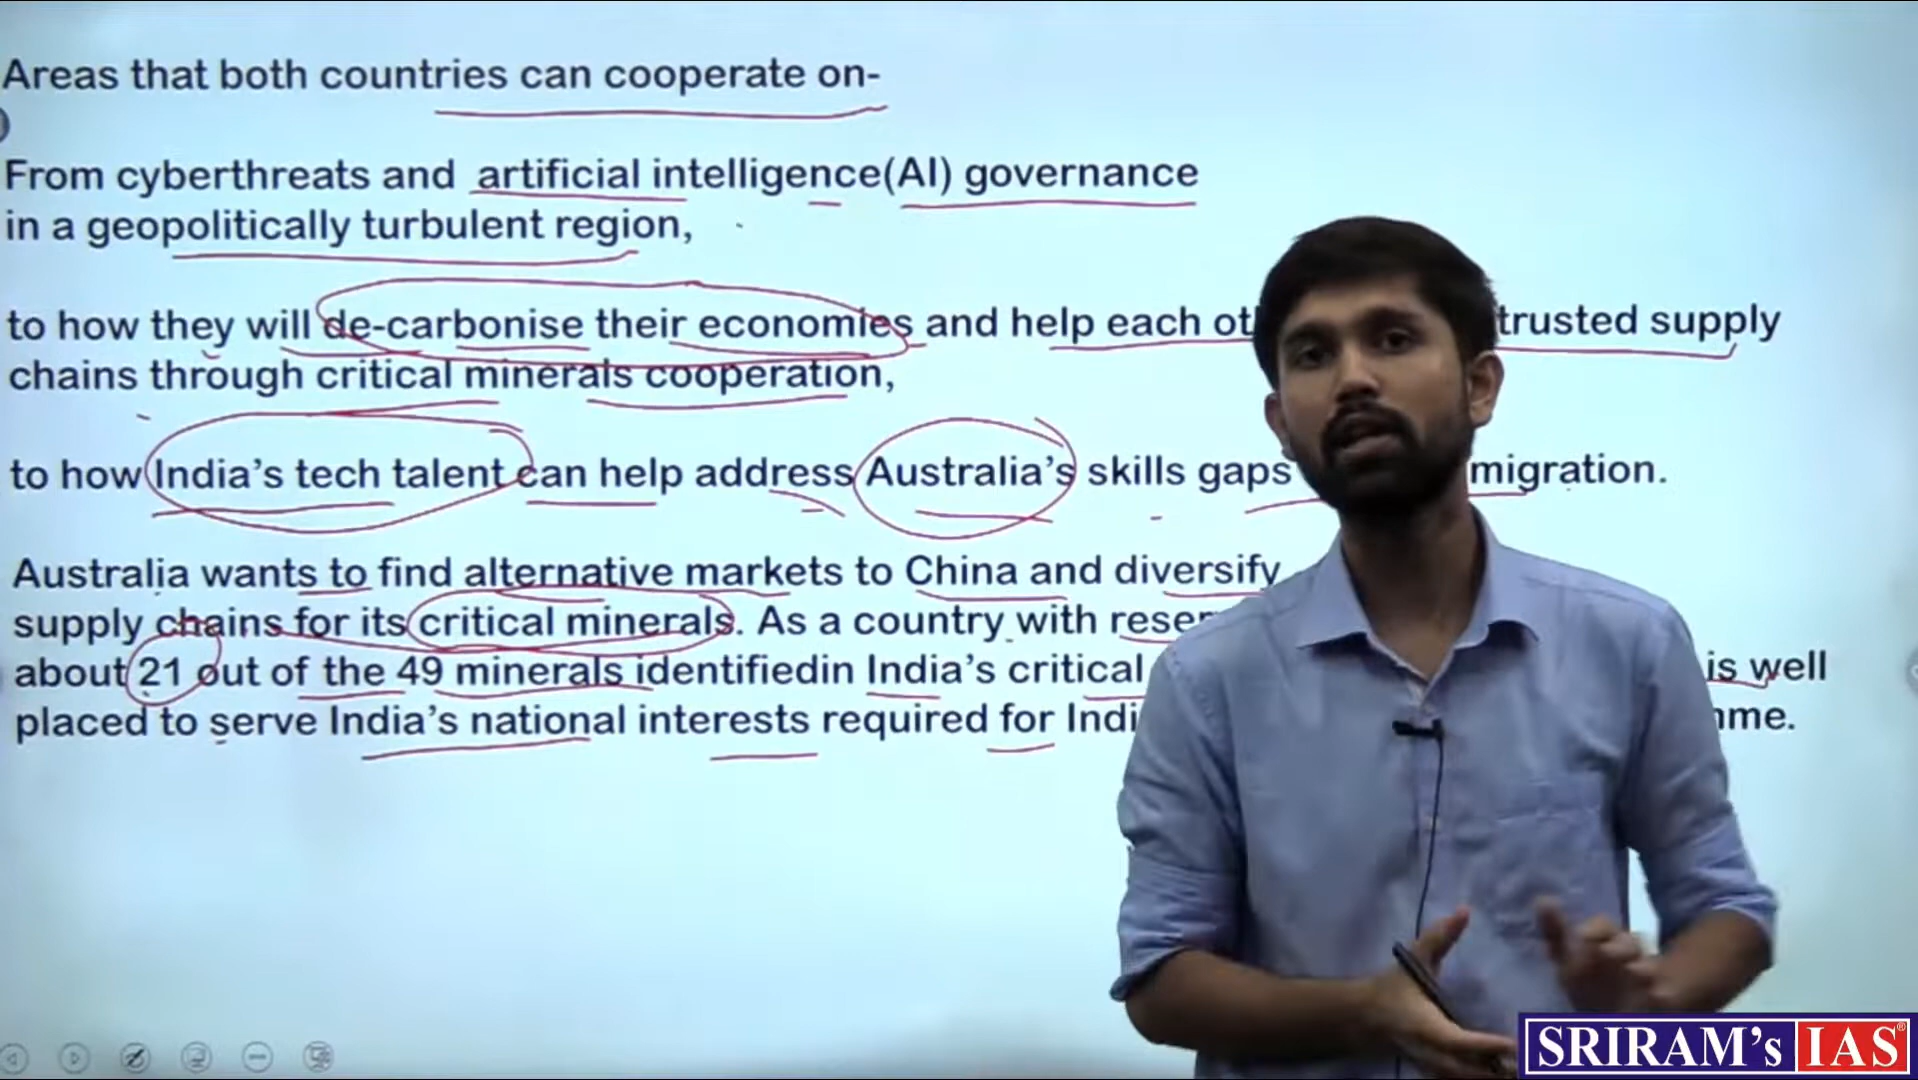 Areas that both countries can cooperate on-
From cyberthreats and artificial intelligence(AI) governance
in a geopolitically turbulent region,
to how they will de-carbonise their economies and help each trusted supply
chains through critical minerals cooperation,
to how India's tech talent can help address Australia's skills gaps migration.
Australia wants to find alternative markets to China and diversify
supply chains for its critical minerals. As a country with
about 21 out of the 49 minerals identifiedin India's critical is well
placed to serve India's national interests required for
SRIRAM's IAS